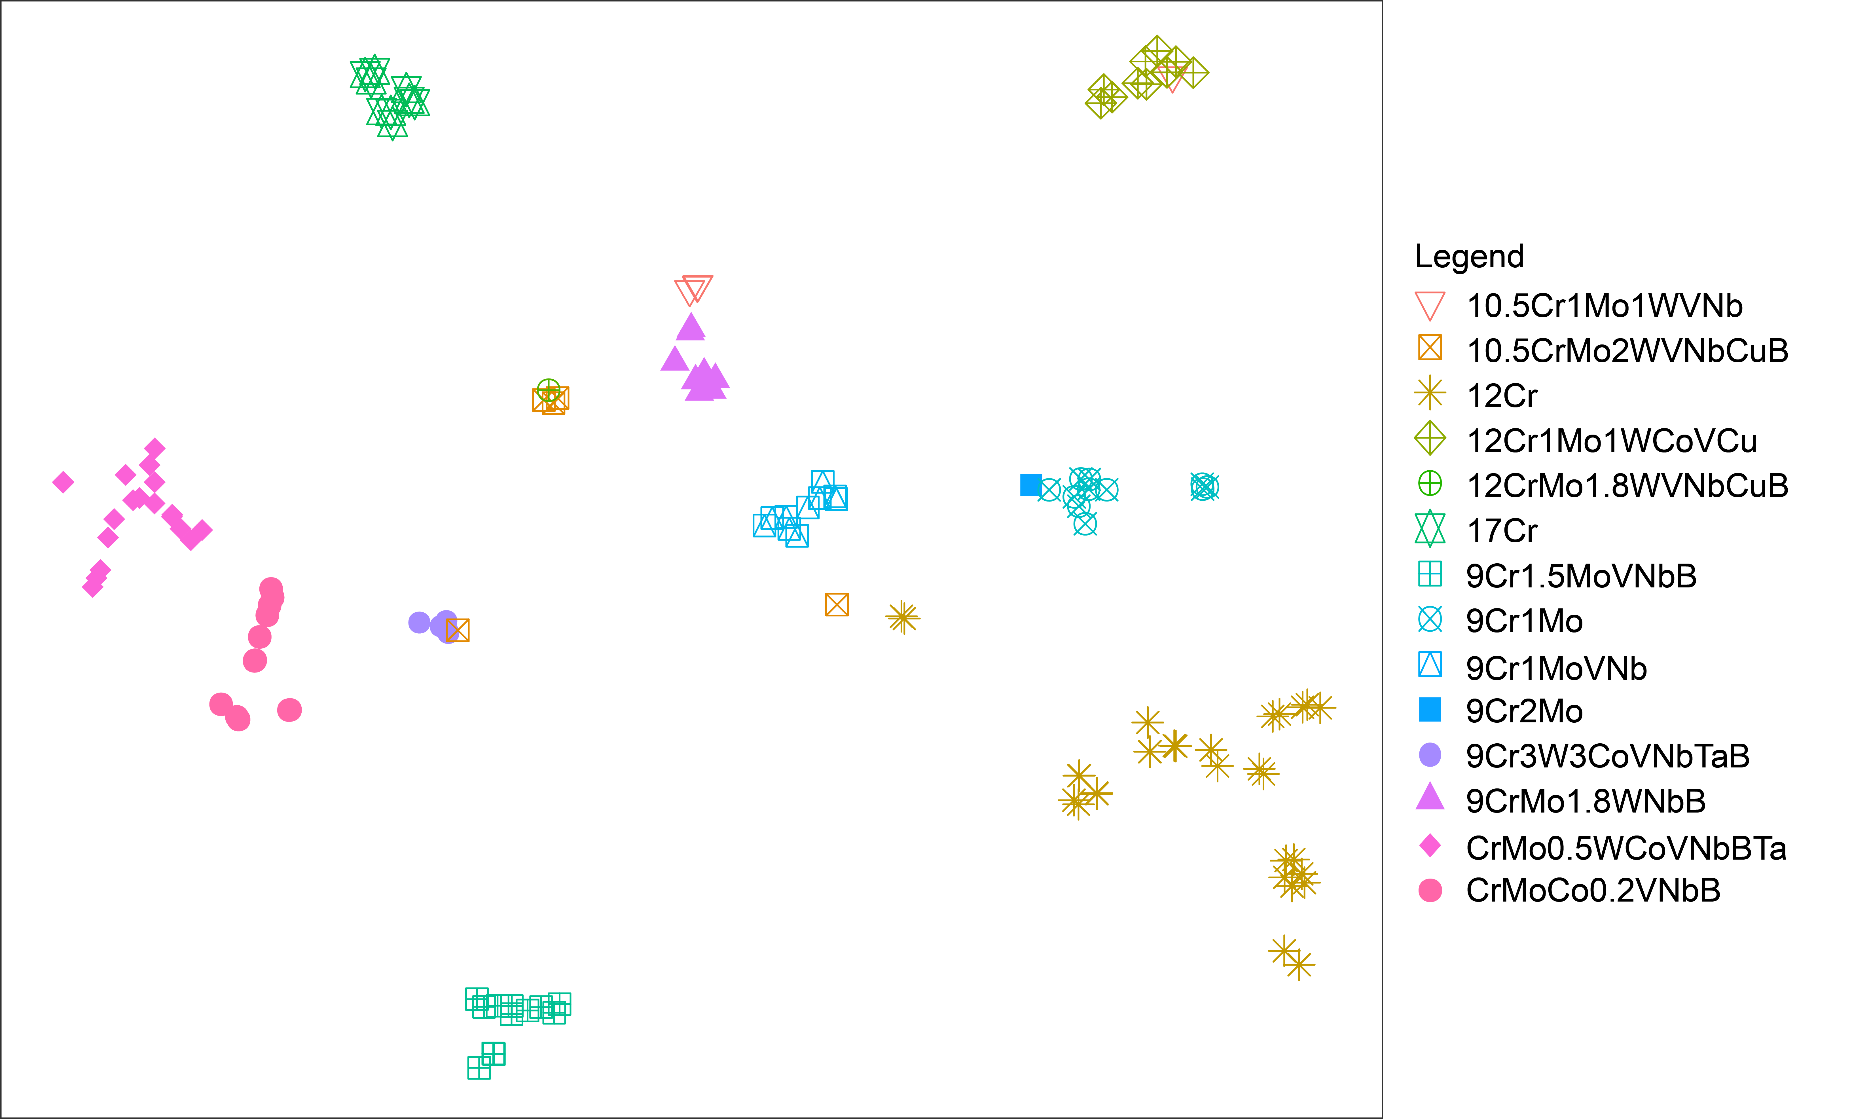 Legend
10.5Cr1Mo1WVNb
10.5CrMo2WVNbCuB
12Cr
12Cr1Mo1WCoVCu
12CrMo1.8WVNbCuB
17Cr
9Cr1.5MoVNbB
9Cr1Mo
9Cr1MoVNb
9Cr2Mo
9Cr3W3CoVNbTaB
9CrMo1.8WNbB
CrMo0.5WCoVNbBTa
CrMoCo0.2VNbB